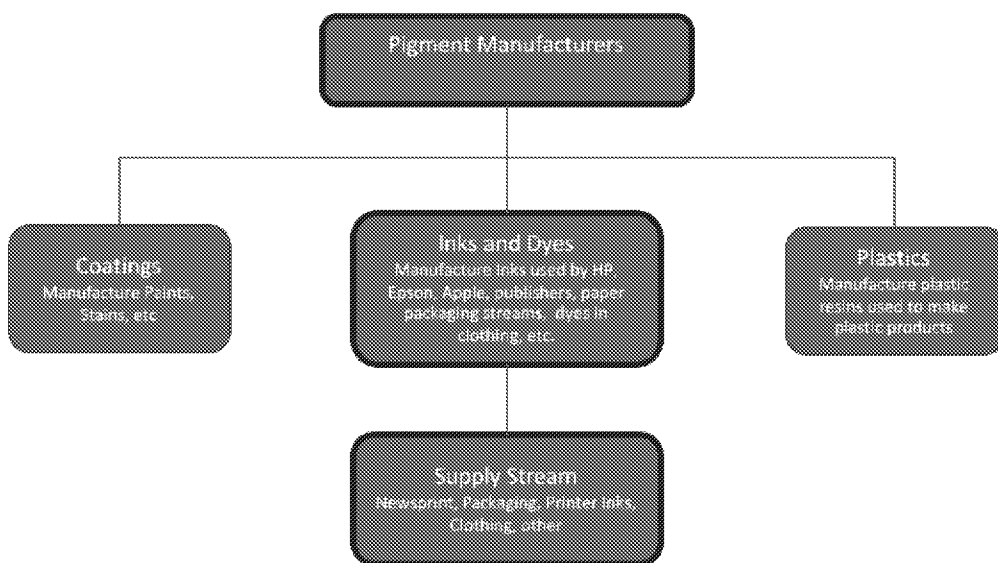 Pigment Manufacturers
Coatings
Manufacture Paints,
Stains, etc
Inks and Dyes
Manufacture inks used by HP
Epson, Apple, publishers, paper
packaging streams dyes in
clothing, etc.
Plastics
Manufacture plastic
resins used to make
plastic products
Supply Stream
Newsprint, Packaging, Printer Inks,
Clothing, other